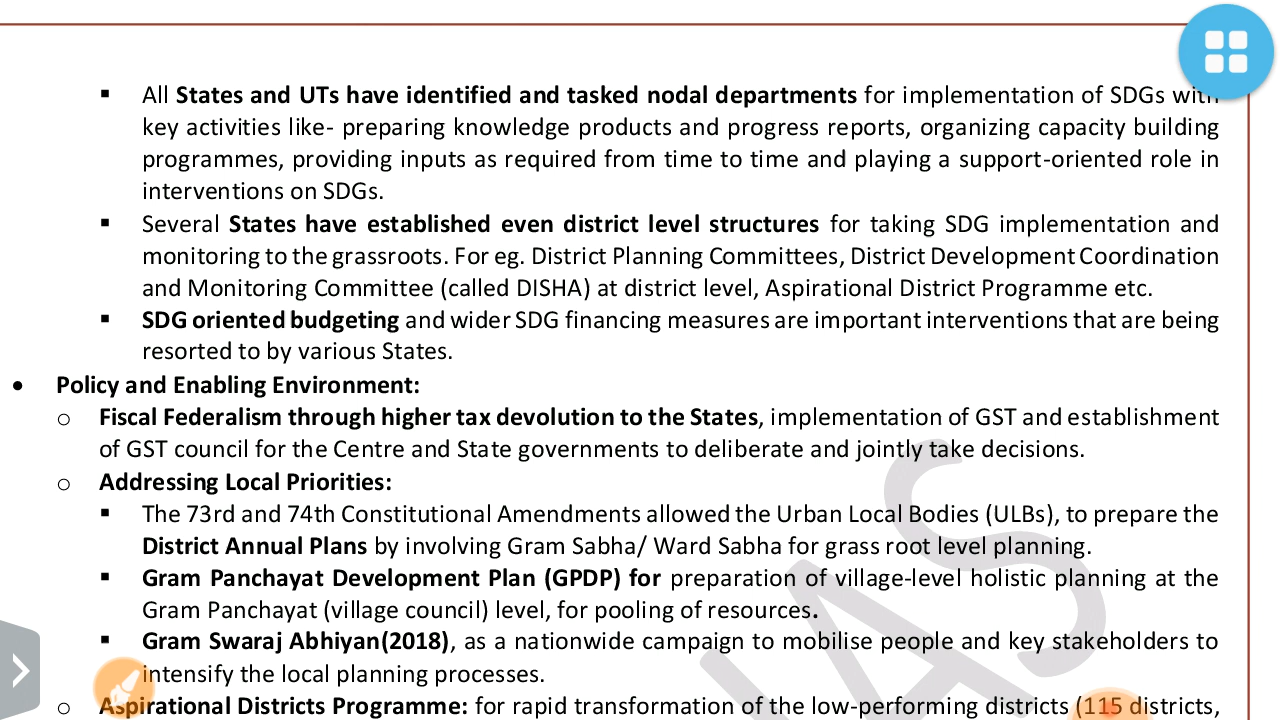 ▪ All States and UTs have identified and tasked nodal departments for implementation of SDGs with
key activities like- preparing knowledge products and progress reports, organizing capacity building
programmes, providing inputs as required from time to time and playing a support-oriented role in
interventions on SDGs.
▪ Several States have established even district level structures for taking SDG implementation and
monitoring to the grassroots. For eg. District Planning Committees, District Development Coordination
and Monitoring Committee (called DISHA) at district level, Aspirational District Programme etc.
▪ SDG oriented budgeting and wider SDG financing measures are important interventions that are being
resorted to by various States.
• Policy and Enabling Environment:
o Fiscal Federalism through higher tax devolution to the States, implementation of GST and establishment
of GST council for the Centre and State governments to deliberate and jointly take decisions.
o Addressing Local Priorities:
▪ The 73rd and 74th Constitutional Amendments allowed the Urban Local Bodies (ULBs), to prepare the
District Annual Plans by involving Gram Sabha/ Ward Sabha for grass root level planning.
▪ Gram Panchayat Development Plan (GPDP) for preparation of village-level holistic planning at the
Gram Panchayat (village council) level, for pooling of resources.
▪ Gram Swaraj Abhiyan(2018), as a nationwide campaign to mobilise people and key stakeholders to
intensify the local planning processes.
o Aspirational Districts Programme: for rapid transformation of the low-performing districts (115 districts,
IAS